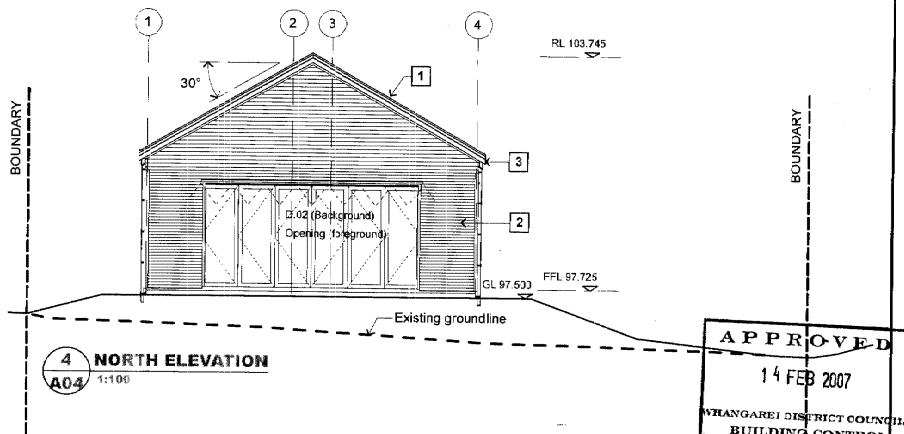 1
2
3
4
RL 103.745
30°
1
BOUNDARY
BOUNDARY
3
D.02 (Background)
Opening (foreground)
2
GL 97.500
FFL 97.725
Existing groundline
4
A04
NORTH ELEVATION
1:100
APPROVED
14 FEB 2007
WHANGAREI DISTRICT COUNCIL
BUILDING CONTROL